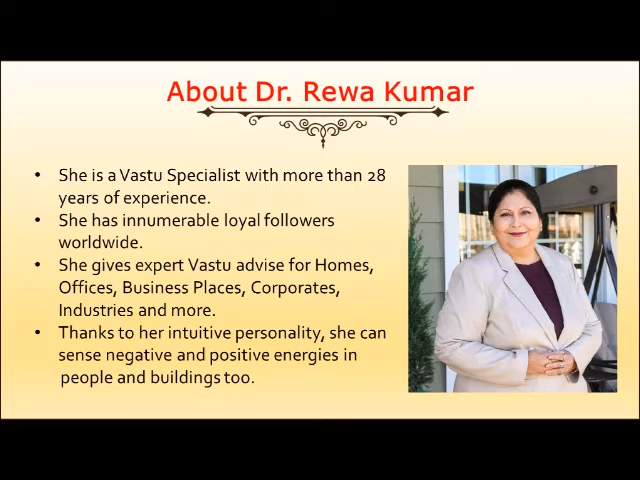 About Dr. Rewa Kumar
• She is a Vastu Specialist with more than 28
years of experience.
• She has innumerable loyal followers
worldwide.
• She gives expert Vastu advise for Homes,
Offices, Business Places, Corporates,
Industries and more.
• Thanks to her intuitive personality, she can
sense negative and positive energies in
people and buildings too.